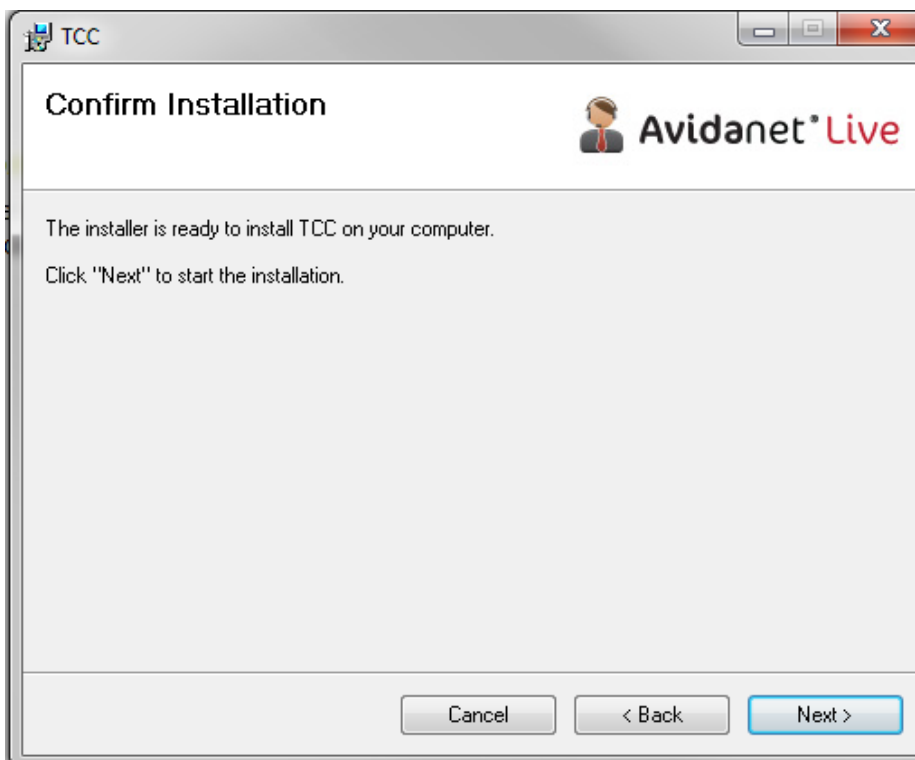 TCC
Confirm Installation
Avidanet Live
The installer is ready to install TCC on your computer.
Click "Next" to start the installation.
Cancel
< Back
Next >